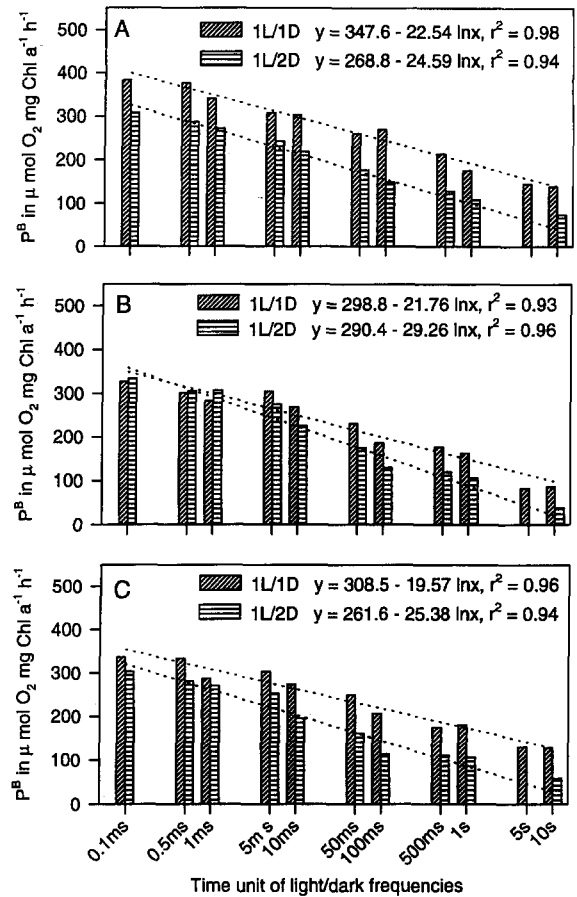 A
1L/1D y = 347.6 - 22.54 lnx, r² = 0.98
1L/2D y = 268.8 - 24.59 lnx, r² = 0.94
500
400
300
200
100
0
Pᴮ in μ mol O₂ mg Chl a⁻¹ h⁻¹
B
1L/1D y = 298.8 - 21.76 lnx, r² = 0.93
1L/2D y = 290.4 - 29.26 lnx, r² = 0.96
500
400
300
200
100
0
Pᴮ in μ mol O₂ mg Chl a⁻¹ h⁻¹
C
1L/1D y = 308.5 - 19.57 lnx, r² = 0.96
1L/2D y = 261.6 - 25.38 lnx, r² = 0.94
500
400
300
200
100
0
Pᴮ in μ mol O₂ mg Chl a⁻¹ h⁻¹
0.1ms 0.5ms 1ms 5m s 10ms 50ms 100ms 500ms 1s 5s 10s
Time unit of light/dark frequencies